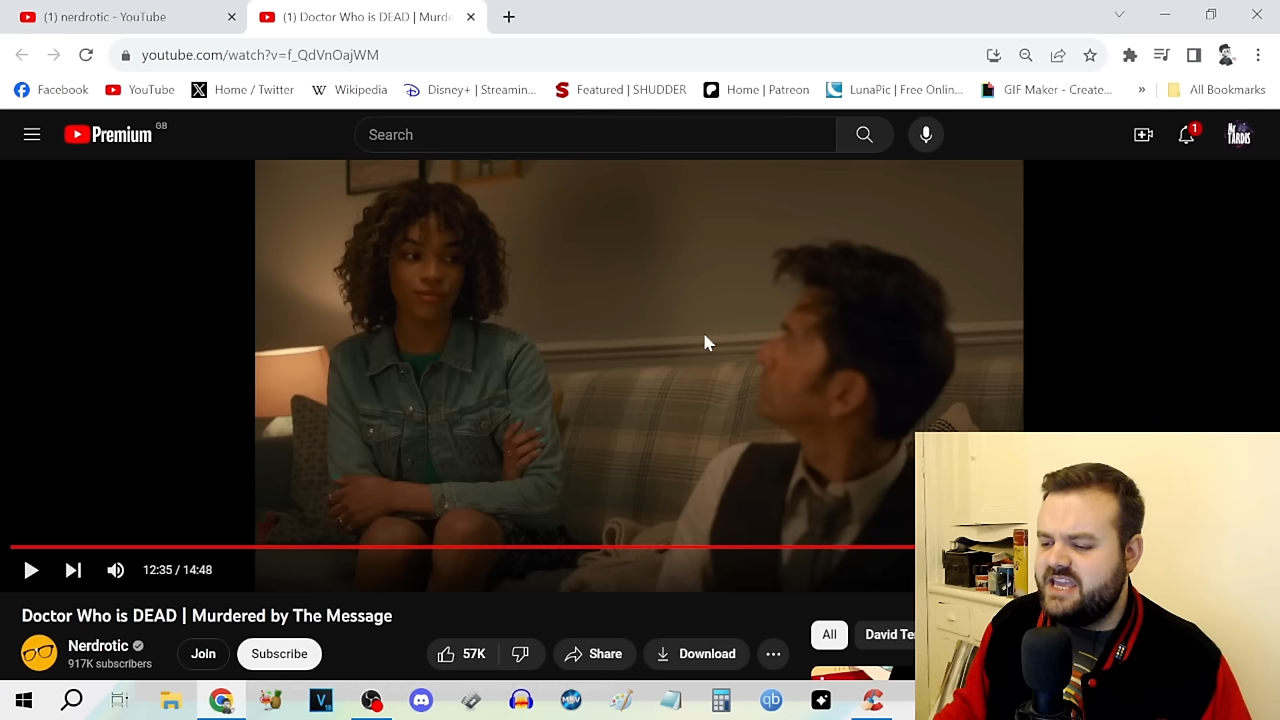 (1) nerdrotic - YouTube
(1) Doctor Who is DEAD | Murde
youtube.com/watch?v=f_QdVnOajWM
Facebook
YouTube
Home / Twitter
Wikipedia
Disney+ | Streamin...
Featured | SHUDDER
Home | Patreon
LunaPic | Free Onlin...
GIF Maker - Create...
»
All Bookmarks
Premium GB
Search
1
Mr TARDIS
12:35 / 14:48
Doctor Who is DEAD | Murdered by The Message
Nerdrotic
917K subscribers
Join
Subscribe
57K
Share
Download
All
David Te